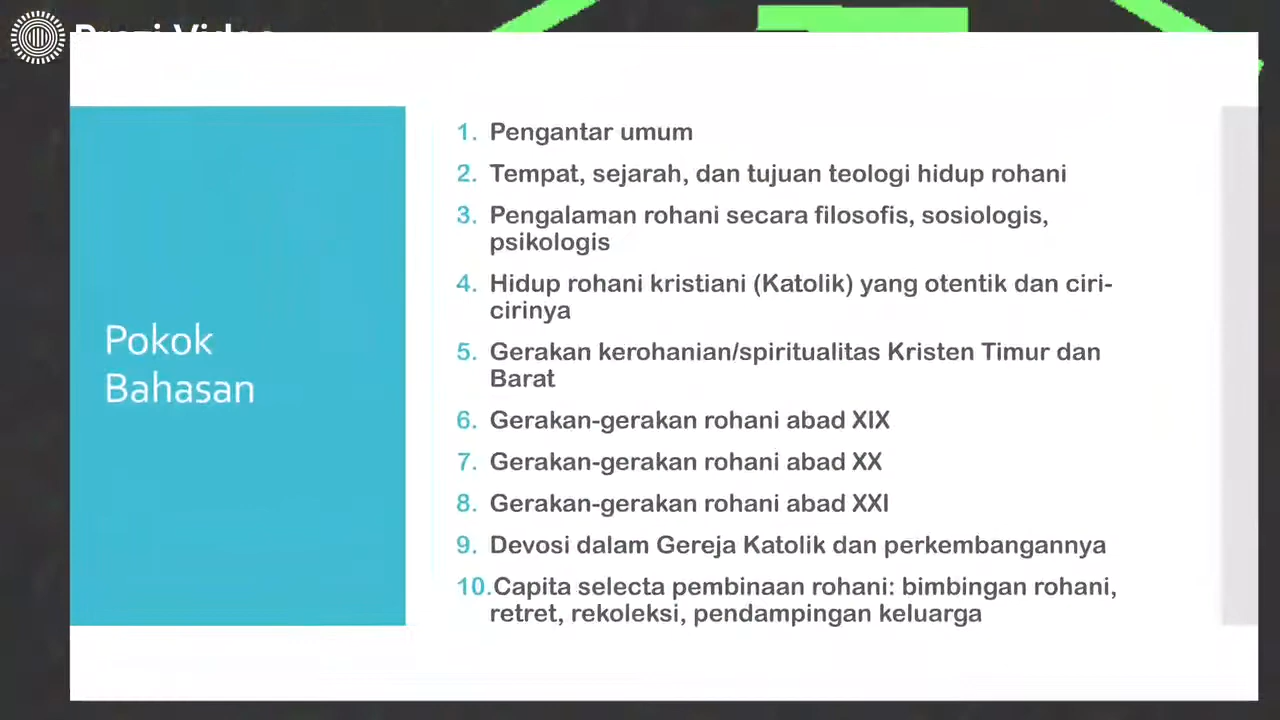 Prezi Video
Pokok
Bahasan
1. Pengantar umum
2. Tempat, sejarah, dan tujuan teologi hidup rohani
3. Pengalaman rohani secara filosofis, sosiologis,
psikologis
4. Hidup rohani kristiani (Katolik) yang otentik dan ciri-
cirinya
5. Gerakan kerohanian/spiritualitas Kristen Timur dan
Barat
6. Gerakan-gerakan rohani abad XIX
7. Gerakan-gerakan rohani abad XX
8. Gerakan-gerakan rohani abad XXI
9. Devosi dalam Gereja Katolik dan perkembangannya
10.Capita selecta pembinaan rohani: bimbingan rohani,
retret, rekoleksi, pendampingan keluarga